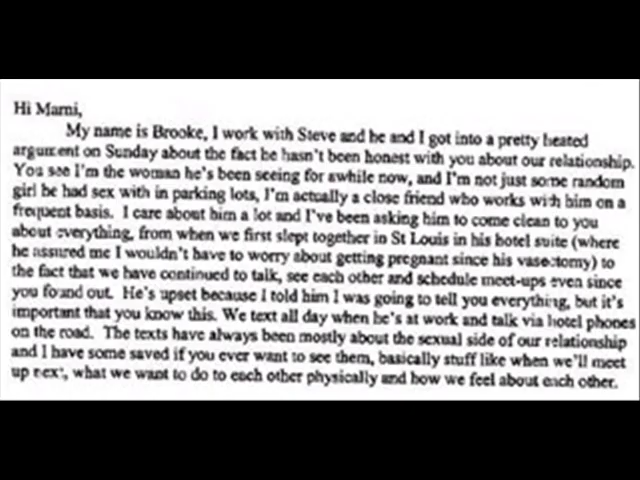 Hi Marni,
My name is Brooke, I work with Steve and he and I got into a pretty heated
argument on Sunday about the fact he hasn't been honest with you about our relationship.
You see I'm the woman he's been seeing for awhile now, and I'm not just some random
girl he had sex with in parking lots, I'm actually a close friend who works with him on a
frequent basis. I care about him a lot and I've been asking him to come clean to you
about everything, from when we first slept together in St Louis in his hotel suite (where
he assured me I wouldn't have to worry about getting pregnant since his vasectomy) to
the fact that we have continued to talk, see each other and schedule meet-ups even since
you found out. He's upset because I told him I was going to tell you everything, but it's
important that you know this. We text all day when he's at work and talk via hotel phones
on the road. The texts have always been mostly about the sexual side of our relationship
and I have some saved if you ever want to see them, basically stuff like when we'll meet
up next, what we want to do to each other physically and how we feel about each other.